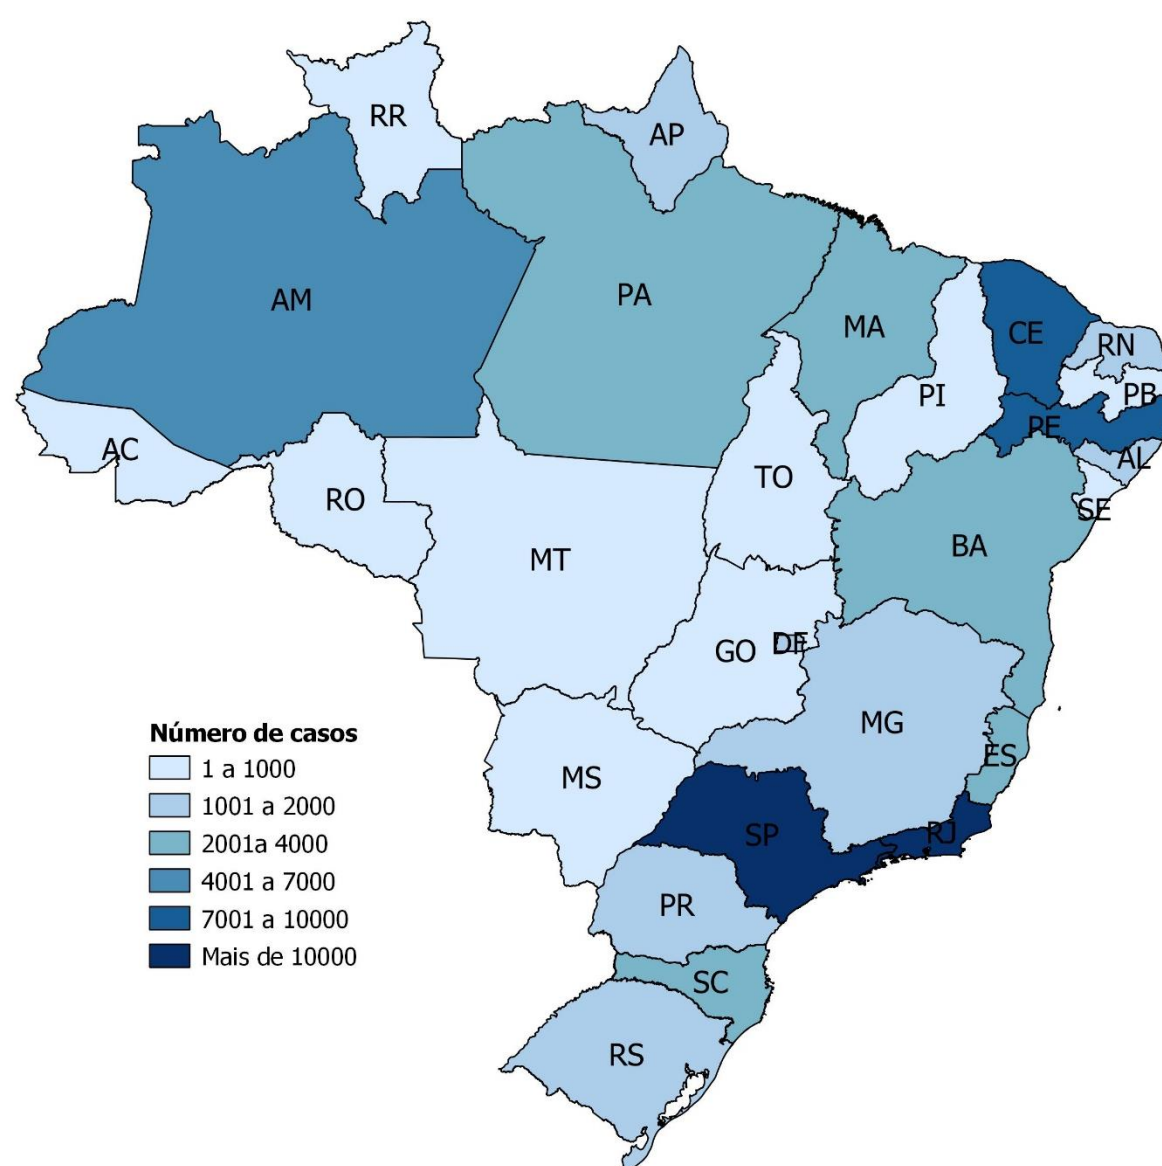 RR
AP
AM
PA
MA
CE
RN
PI
PB
PE
AC
AL
TO
RO
SE
BA
MT
DF
GO
MG
Número de casos
ES
1 a 1000
MS
1001 a 2000
SP
RJ
2001a 4000
4001 a 7000
PR
7001 a 10000
Mais de 10000
SC
RS